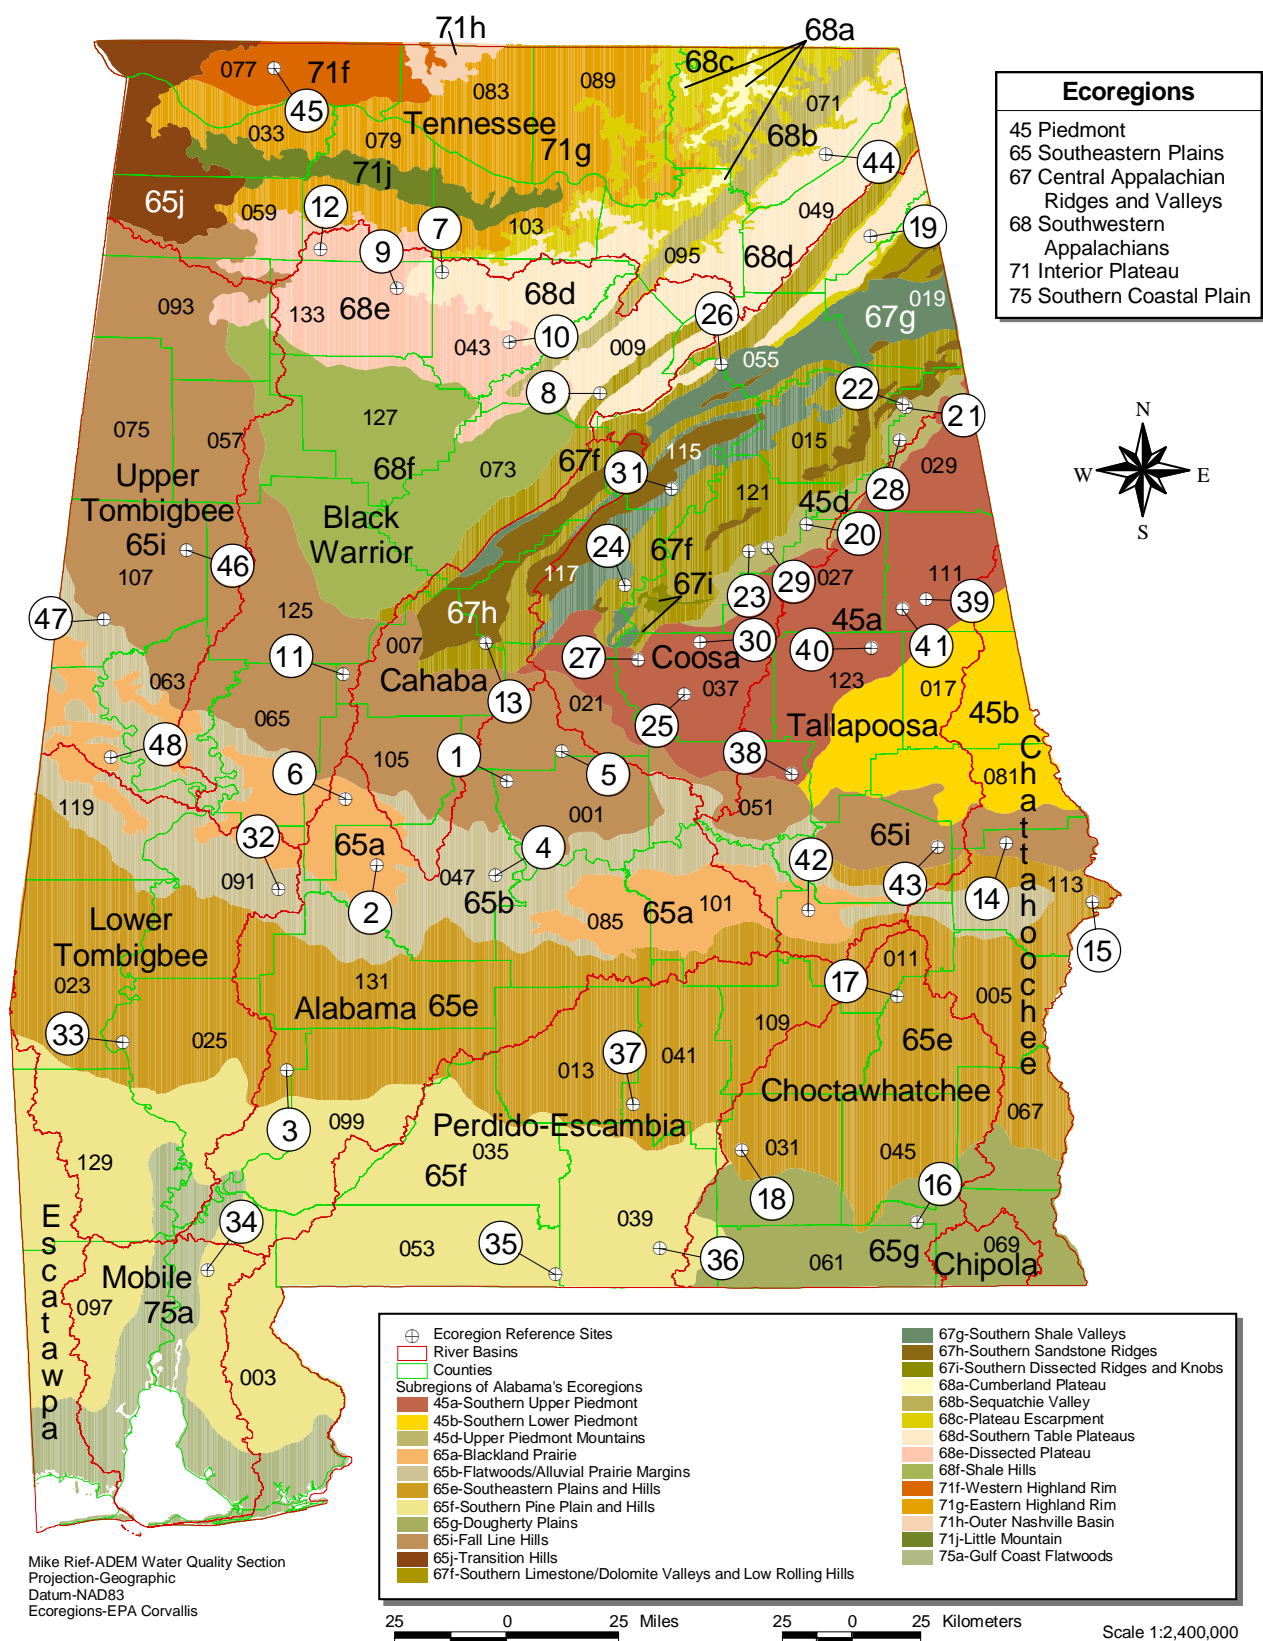 71h
68a
68c
077
71f
083
089
071
45
033
079
Tennessee
71g
68b
44
71j
65j
059
12
7
9
103
049
19
095
68d
68d
093
133
68e
26
67g
019
10
009
043
055
8
22
21
127
075
057
015
68f
073
67f
115
029
31
Upper
Tombigbee
65i
Black
Warrior
121
45d
28
20
24
67f
46
107
117
67i
29
027
111
39
23
45a
47
125
67h
007
30
40
41
11
27
Coosa
Cahaba
037
123
017
063
13
021
45b
065
25
Tallapoosa
48
1
5
38
105
6
081
119
001
051
65i
32
65a
4
42
43
14
113
091
047
65b
2
085
65a
101
15
Lower
Tombigbee
011
17
023
131
Alabama
65e
005
33
025
109
65e
37
013
041
Choctawhatchee
067
3
099
Perdido-Escambia
035
031
045
129
65f
18
16
34
039
35
053
36
061
65g
069
Chipola
Mobile
75a
097
003
Chattahoochee
Escatawpa
Ecoregions
45 Piedmont
65 Southeastern Plains
67 Central Appalachian
Ridges and Valleys
68 Southwestern
Appalachians
71 Interior Plateau
75 Southern Coastal Plain
N
W
E
S
Ecoregion Reference Sites
River Basins
Counties
Subregions of Alabama's Ecoregions
45a-Southern Upper Piedmont
45b-Southern Lower Piedmont
45d-Upper Piedmont Mountains
65a-Blackland Prairie
65b-Flatwoods/Alluvial Prairie Margins
65e-Southeastern Plains and Hills
65f-Southern Pine Plain and Hills
65g-Dougherty Plains
65i-Fall Line Hills
65j-Transition Hills
67f-Southern Limestone/Dolomite Valleys and Low Rolling Hills
67g-Southern Shale Valleys
67h-Southern Sandstone Ridges
67i-Southern Dissected Ridges and Knobs
68a-Cumberland Plateau
68b-Sequatchie Valley
68c-Plateau Escarpment
68d-Southern Table Plateaus
68e-Dissected Plateau
68f-Shale Hills
71f-Western Highland Rim
71g-Eastern Highland Rim
71h-Outer Nashville Basin
71j-Little Mountain
75a-Gulf Coast Flatwoods
Mike Rief-ADEM Water Quality Section
Projection-Geographic
Datum-NAD83
Ecoregions-EPA Corvallis
25 0 25 Miles
25 0 25 Kilometers
Scale 1:2,400,000